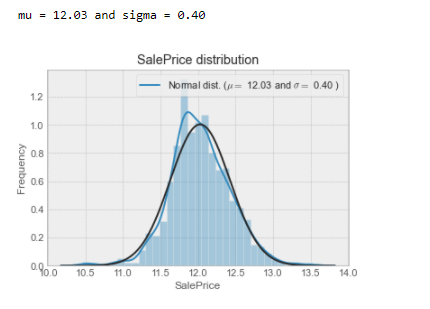 mu = 12.03 and sigma = 0.40
SalePrice distribution
Normal dist. (μ= 12.03 and σ = 0.40 )
1.2
1.0
0.8
0.6
0.4
0.2
0.0
Frequency
10.0 10.5 11.0 11.5 12.0 12.5 13.0 13.5 14.0
SalePrice